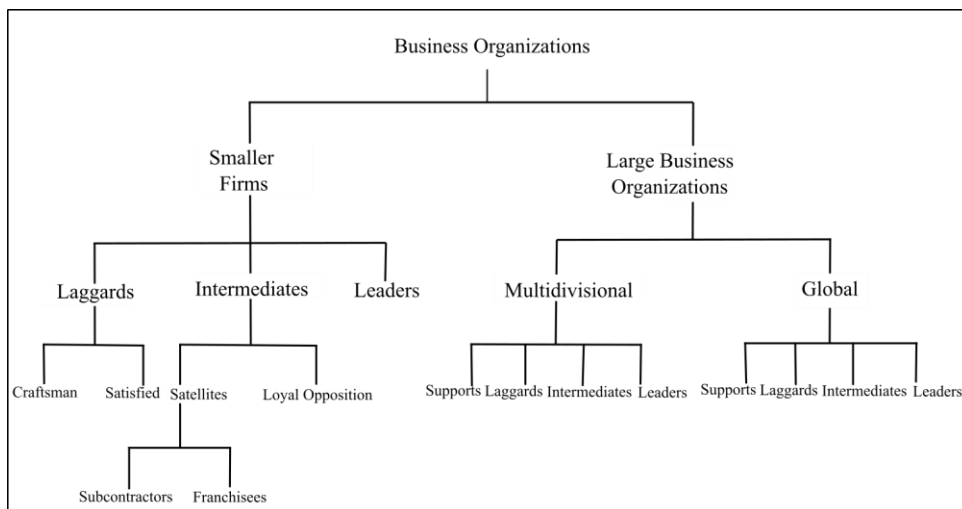 Business Organizations
Smaller
Firms
Large Business
Organizations
Laggards
Intermediates
Leaders
Multidivisional
Global
Craftsman
Satisfied
Satellites
Loyal Opposition
Supports
Laggards
Intermediates
Leaders
Supports
Laggards
Intermediates
Leaders
Subcontractors
Franchisees